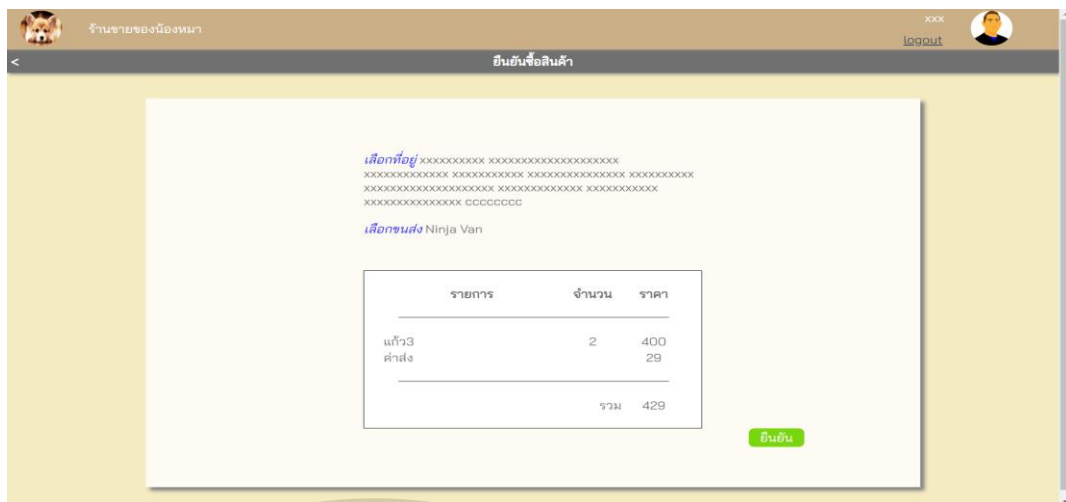 ร้านขายของน้องหมา
xxx
logout
<
ยืนยันซื้อสินค้า
เลือกที่อยู่ xxxxxxxxxx xxxxxxxxxxxxxxxxxxxx
xxxxxxxxxxxxx xxxxxxxxxxx xxxxxxxxxxxxxxx xxxxxxxxxx
xxxxxxxxxxxxxxxxxxxx xxxxxxxxxxxxx xxxxxxxxxxx
xxxxxxxxxxxxxxx cccccccc
เลือกขนส่ง Ninja Van
รายการ จำนวน ราคา
แก้ว3 2 400
ค่าส่ง 29
รวม 429
ยืนยัน